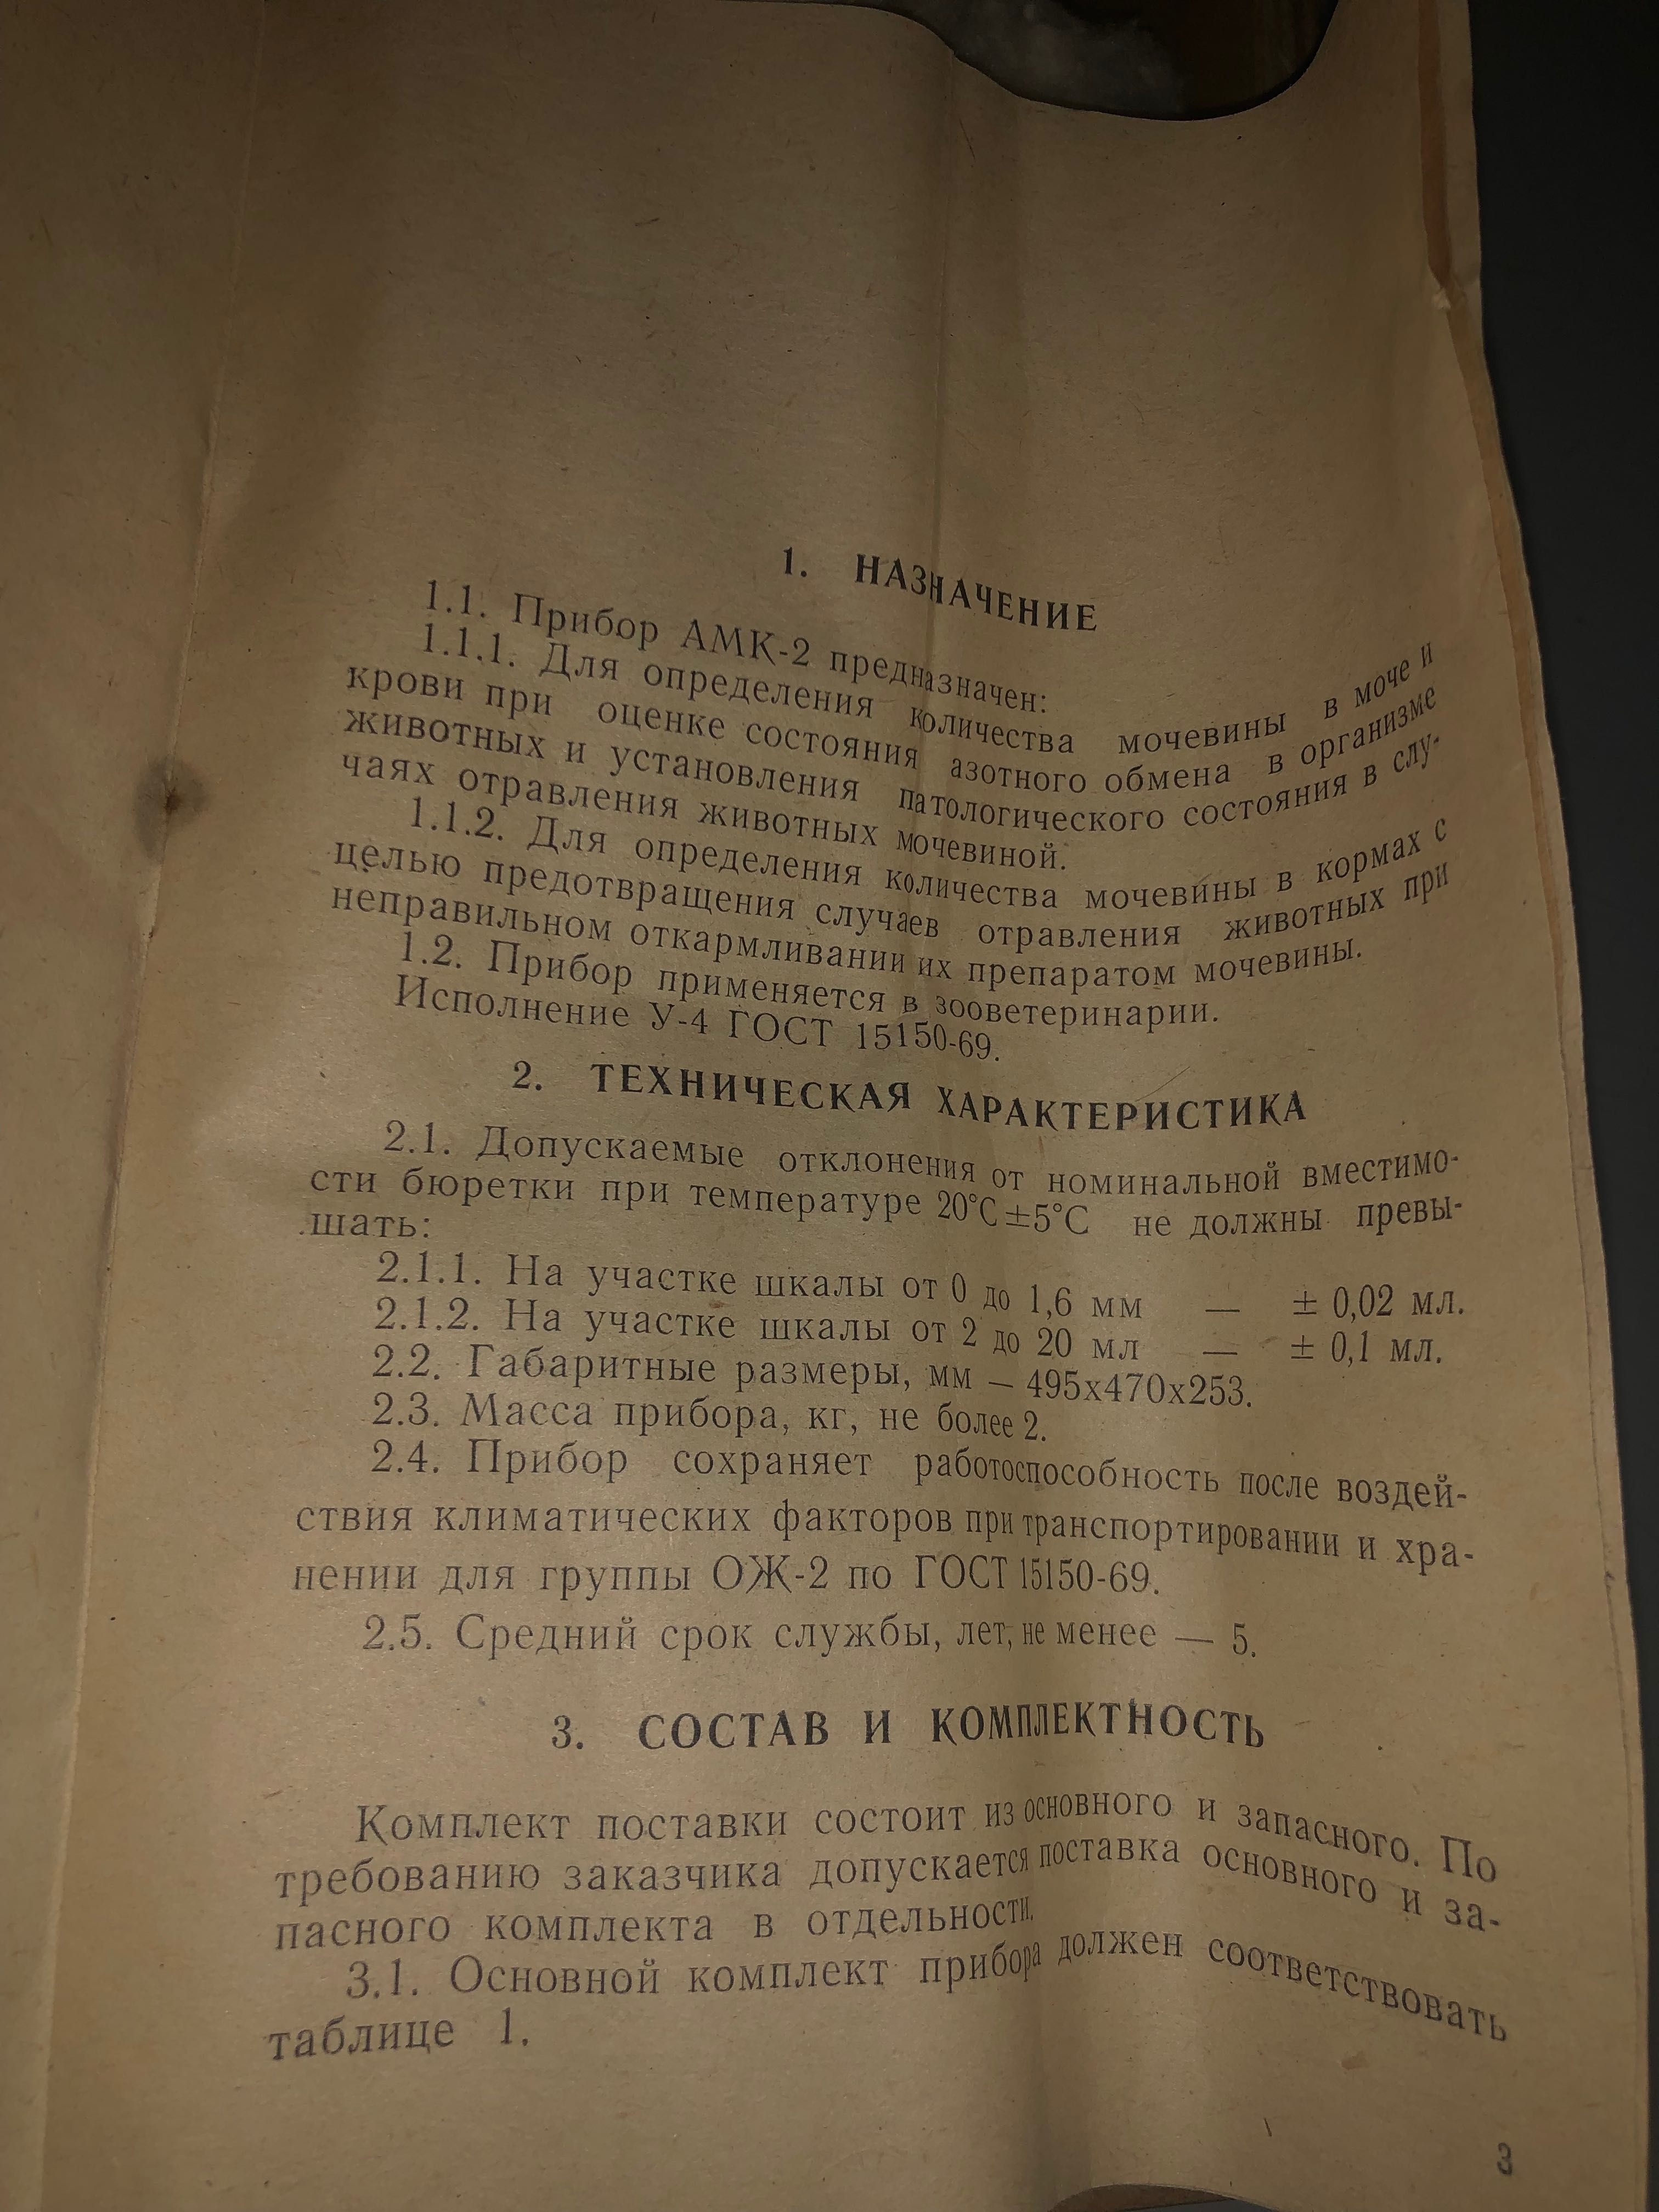 1. НАЗНАЧЕНИЕ
1.1. Прибор АМК-2 предназначен:
1.1.1. Для определения количества мочевины в моче и
крови при оценке состояния азотного обмена в организме
животных и установления патологического состояния в слу-
чаях отравления животных мочевиной.
1.1.2. Для определения количества мочевины в кормах с
целью предотвращения случаев отравления животных при
неправильном откармливании их препаратом мочевины.
1.2. Прибор применяется в зооветеринарии.
Исполнение У-4 ГОСТ 15150-69.
2. ТЕХНИЧЕСКАЯ ХАРАКТЕРИСТИКА
2.1. Допускаемые отклонения от номинальной вместимо-
сти бюретки при температуре 20°С ±5°С не должны превы-
шать:
2.1.1. На участке шкалы от 0 до 1,6 мм — ± 0,02 мл.
2.1.2. На участке шкалы от 2 до 20 мл — ± 0,1 мл.
2.2. Габаритные размеры, мм — 495х470х253.
2.3. Масса прибора, кг, не более 2.
2.4. Прибор сохраняет работоспособность после воздей-
ствия климатических факторов при транспортировании и хра-
нении для группы ОЖ-2 по ГОСТ 15150-69.
2.5. Средний срок службы, лет, не менее — 5.
3. СОСТАВ И КОМПЛЕКТНОСТЬ
Комплект поставки состоит из основного и запасного. По
требованию заказчика допускается поставка основного и за-
пасного комплекта в отдельности.
3.1. Основной комплект прибора должен соответствовать
таблице 1.
3